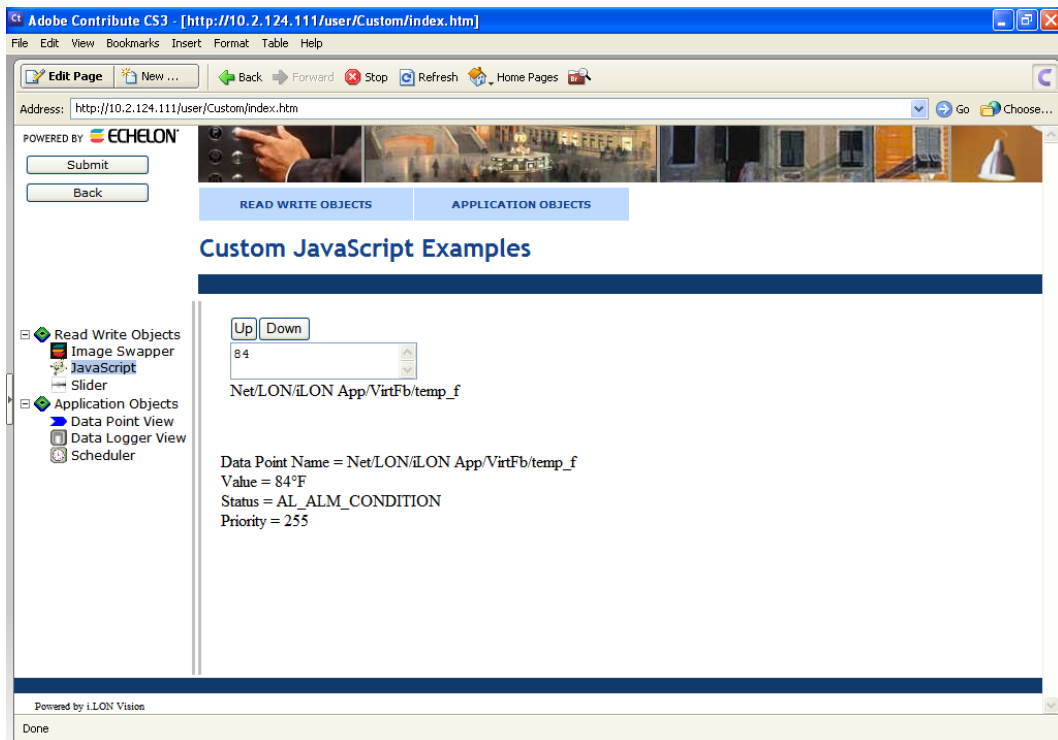 Adobe Contribute CS3 - [http://10.2.124.111/user/Custom/index.htm]
File Edit View Bookmarks Insert Format Table Help
Edit Page New ... Back Forward Stop Refresh Home Pages
Address: http://10.2.124.111/user/Custom/index.htm Go Choose...
POWERED BY ECHELON
Submit
Back
READ WRITE OBJECTS APPLICATION OBJECTS
Custom JavaScript Examples
Read Write Objects
Image Swapper
JavaScript
Slider
Application Objects
Data Point View
Data Logger View
Scheduler
Up Down
84
Net/LON/iLON App/VirtFb/temp_f
Data Point Name = Net/LON/iLON App/VirtFb/temp_f
Value = 84°F
Status = AL_ALM_CONDITION
Priority = 255
Powered by i.LON Vision
Done